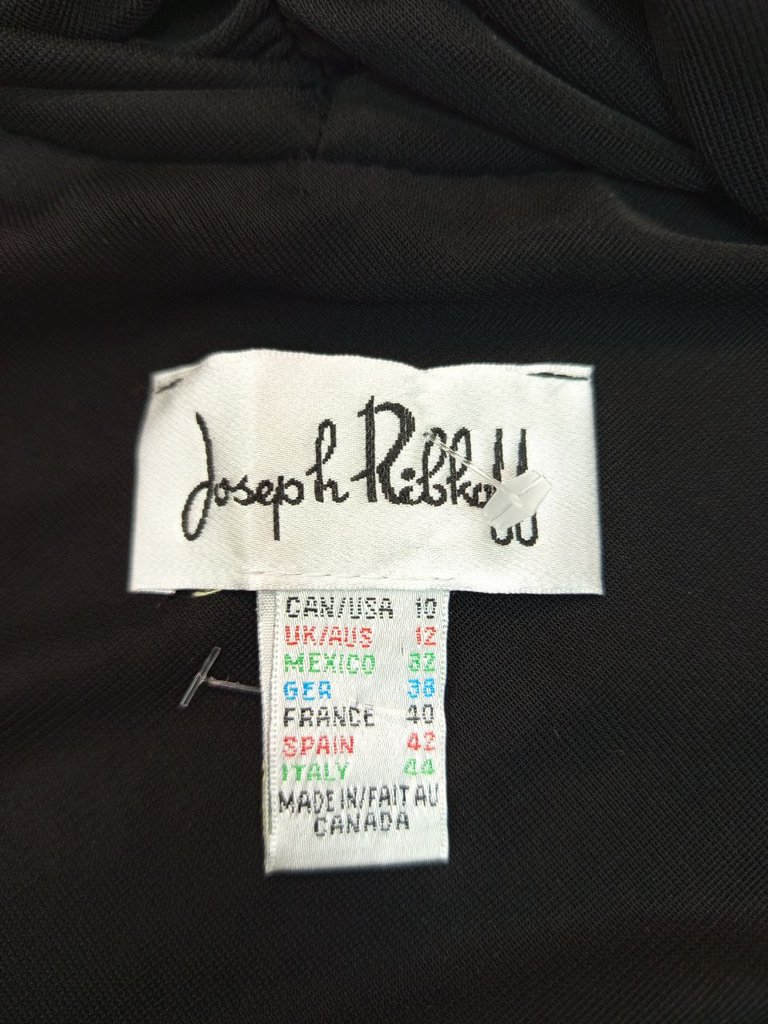 Joseph Ribkoff
CAN/USA 10
UK/AUS 12
MEXICO 32
GER 38
FRANCE 40
SPAIN 42
ITALY 44
MADE IN/FAIT AU
CANADA